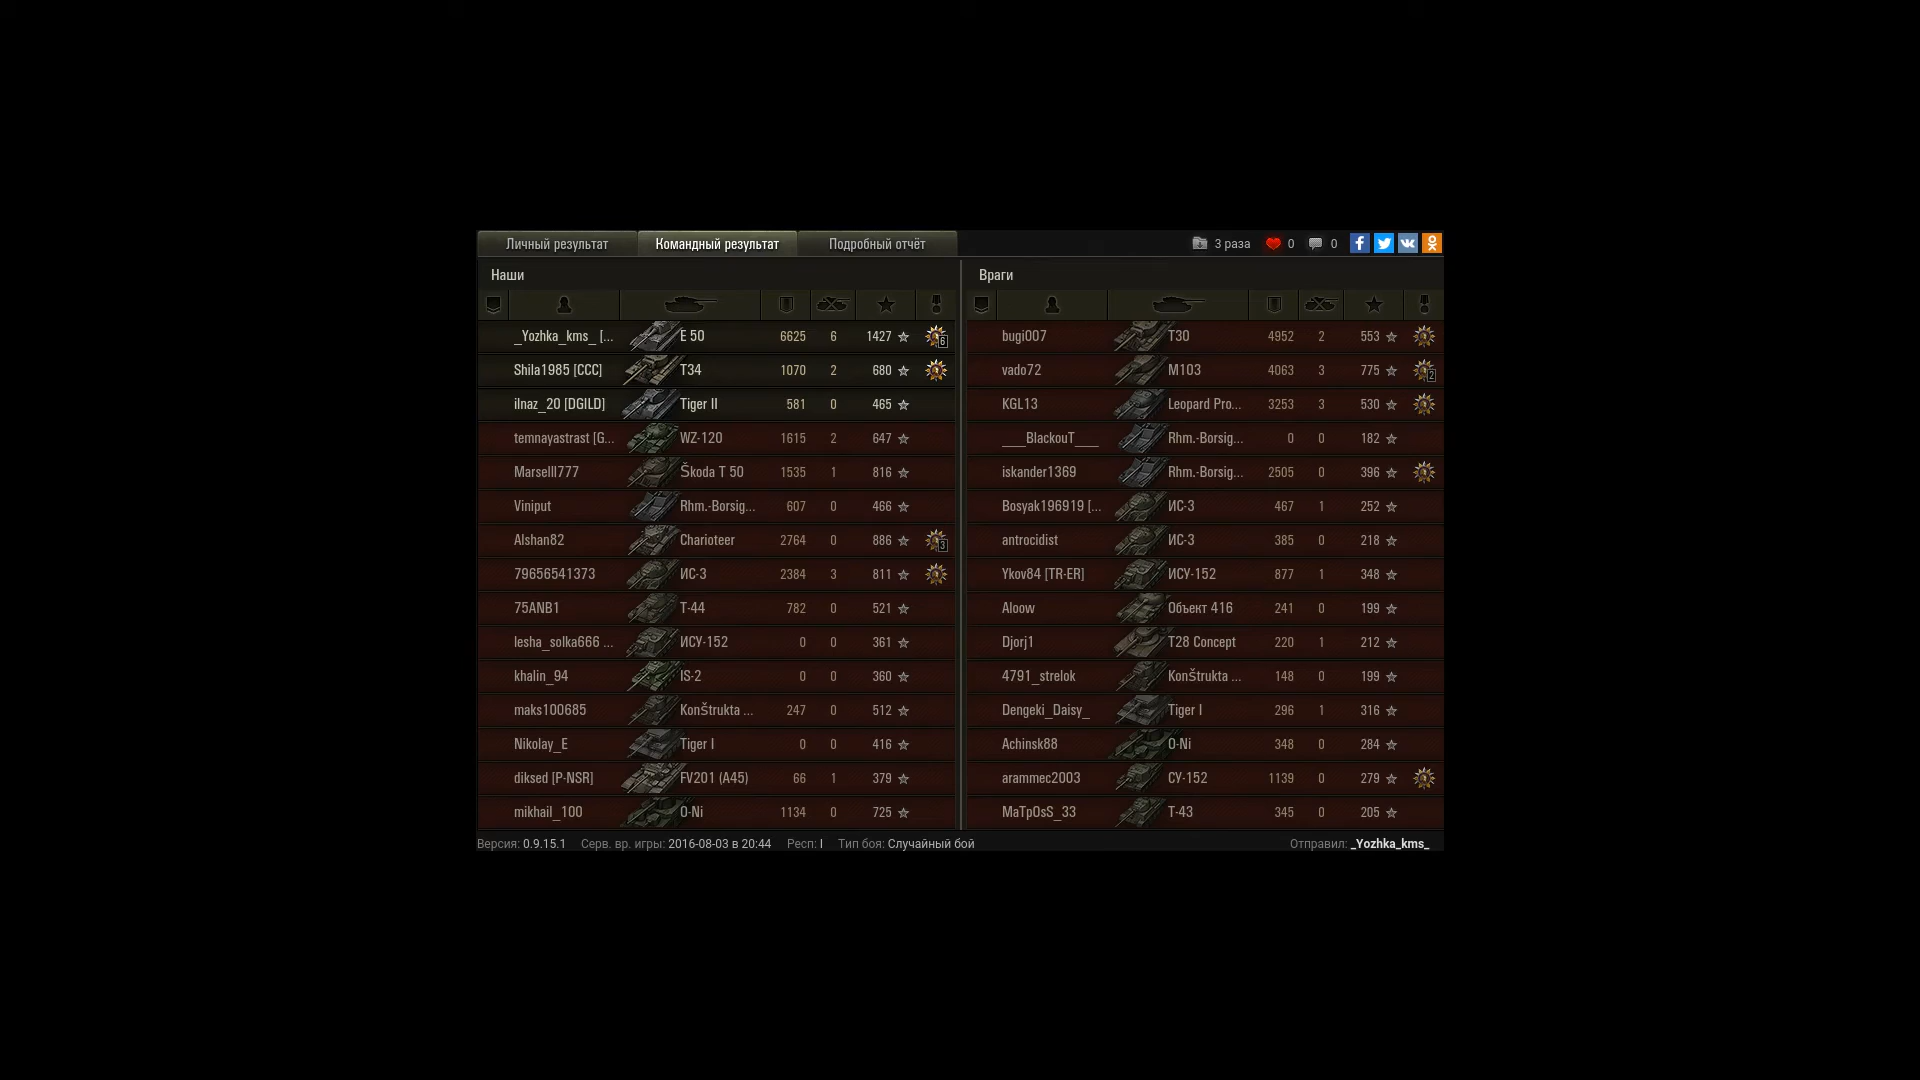 Личный результат Командный результат Подробный отчёт 3 раза 0 0
Наши Враги
_Yozhka_kms_ [... E 50 6625 6 1427 6 bugi007 T30 4952 2 553
Shila1985 [CCC] T34 1070 2 680 vado72 M103 4063 3 775 2
ilnaz_20 [DGILD] Tiger II 581 0 465 KGL13 Leopard Pro... 3253 3 530
temnayastrast [G... WZ-120 1615 2 647 ___BlackouT___ Rhm.-Borsig... 0 0 182
Marselll777 Škoda T 50 1535 1 816 iskander1369 Rhm.-Borsig... 2505 0 396
Viniput Rhm.-Borsig... 607 0 466 Bosyak196919 [... ИС-3 467 1 252
Alshan82 Charioteer 2764 0 886 3 antrocidist ИС-3 385 0 218
79656541373 ИС-3 2384 3 811 Ykov84 [TR-ER] ИСУ-152 877 1 348
75ANB1 Т-44 782 0 521 Aloow Объект 416 241 0 199
lesha_solka666 ... ИСУ-152 0 0 361 Djorj1 T28 Concept 220 1 212
khalin_94 IS-2 0 0 360 4791_strelok KonŠtrukta ... 148 0 199
maks100685 KonŠtrukta ... 247 0 512 Dengeki_Daisy_ Tiger I 296 1 316
Nikolay_E Tiger I 0 0 416 Achinsk88 O-Ni 348 0 284
diksed [P-NSR] FV201 (A45) 66 1 379 arammec2003 СУ-152 1139 0 279
mikhail_100 O-Ni 1134 0 725 MaTpOsS_33 Т-43 345 0 205
Версия: 0.9.15.1 Серв. вр. игры: 2016-08-03 в 20:44 Респ: I Тип боя: Случайный бой Отправил: _Yozhka_kms_